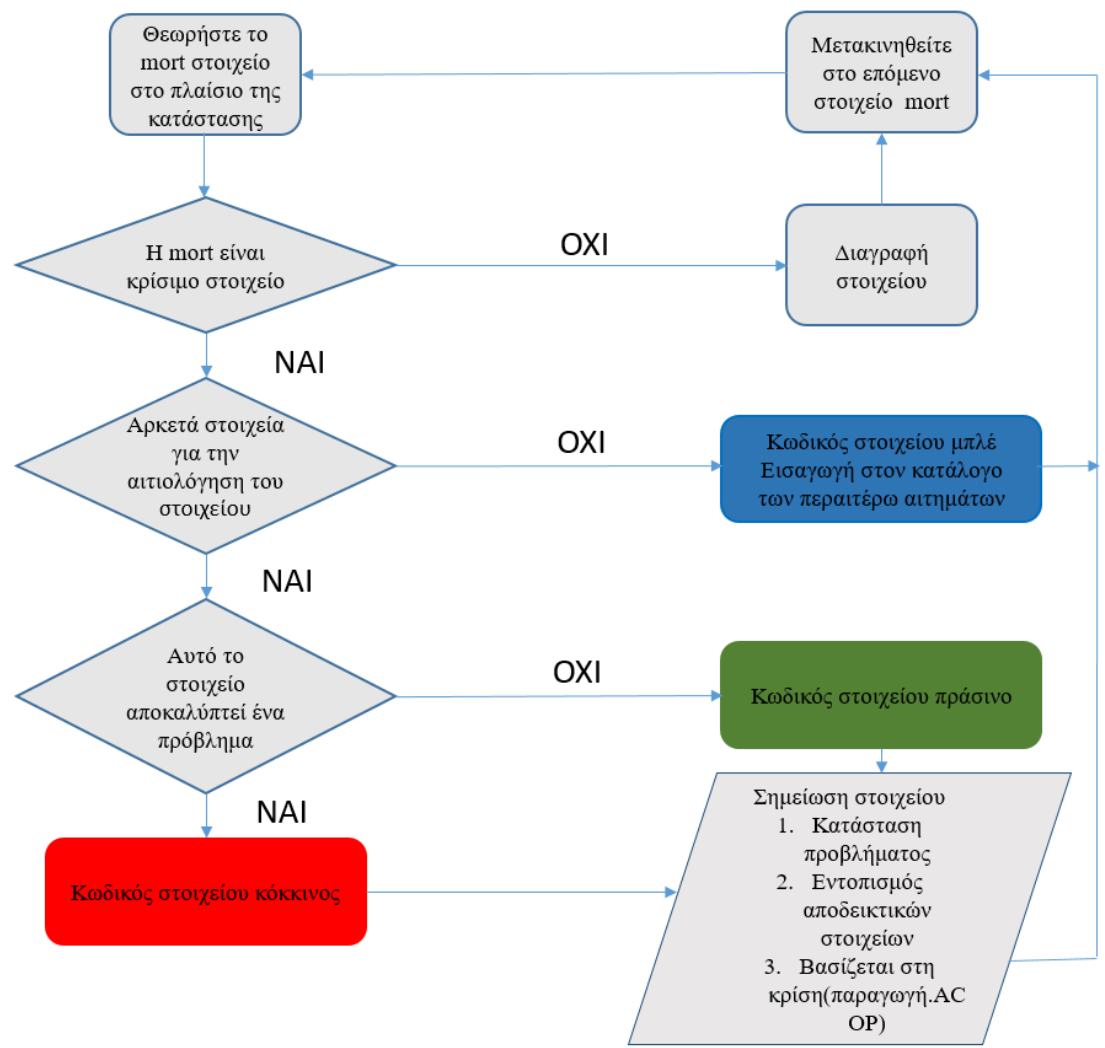 Θεωρήστε το
mort στοιχείο
στο πλαίσιο της
κατάστασης
Μετακινηθείτε
στο επόμενο
στοιχείο mort
Η mort είναι
κρίσιμο στοιχείο
ΟΧΙ
Διαγραφή
στοιχείου
ΝΑΙ
Αρκετά στοιχεία
για την
αιτιολόγηση του
στοιχείου
ΟΧΙ
Κωδικός στοιχείου μπλέ
Εισαγωγή στον κατάλογο
των περαιτέρω αιτημάτων
ΝΑΙ
Αυτό το
στοιχείο
αποκαλύπτεί ένα
πρόβλημα
ΟΧΙ
Κωδικός στοιχείου πράσινο
ΝΑΙ
Κωδικός στοιχείου κόκκινος
Σημείωση στοιχείου
1. Κατάσταση
προβλήματος
2. Εντοπισμός
αποδεικτικών
στοιχείων
3. Βασίζεται στη
κρίση(παραγωγή.AC
OP)